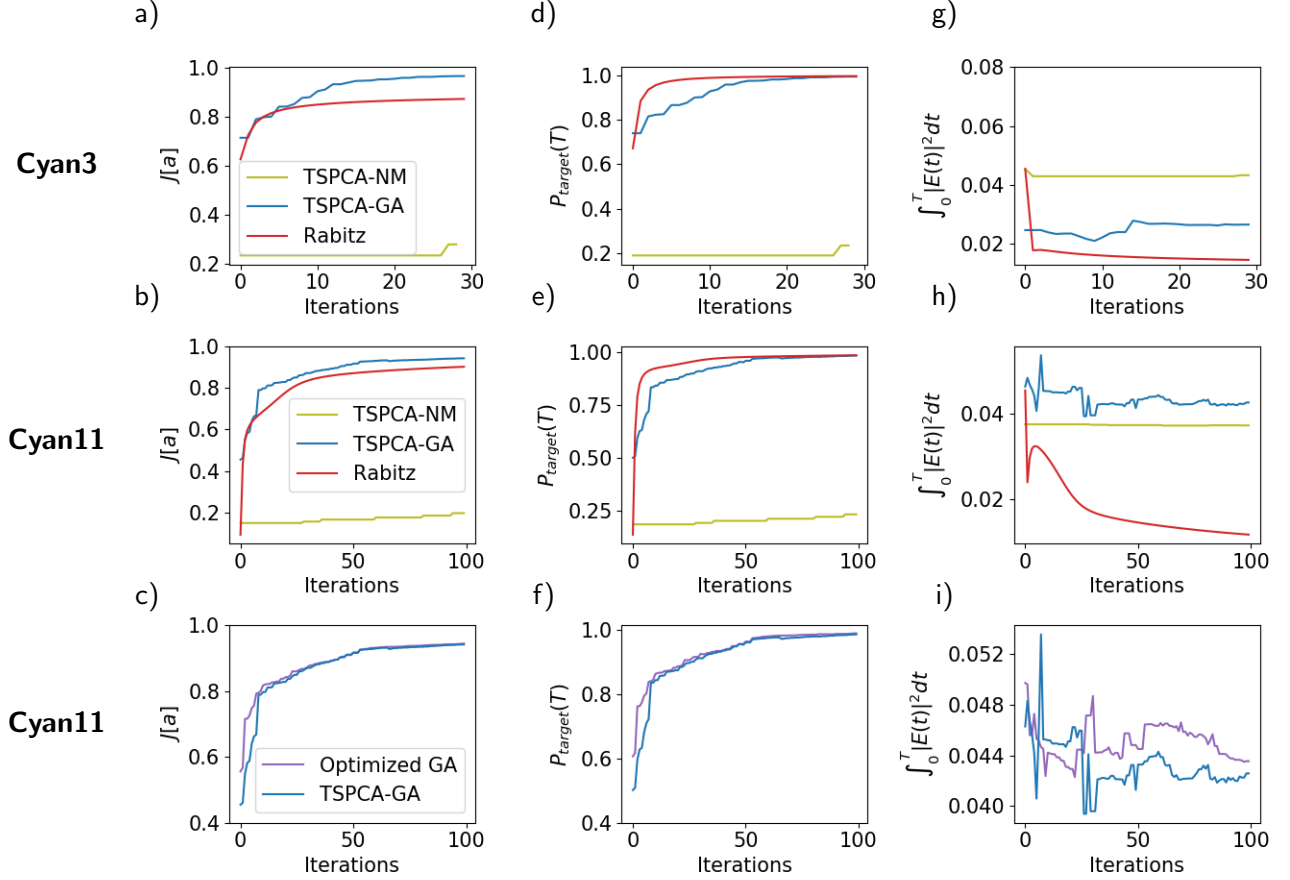 a)
d)
g)
Cyan3
J[a]
1.0
0.8
0.6
0.4
0.2
TSPCA-NM
TSPCA-GA
Rabitz
0 10 20 30
Iterations
P_target(T)
1.0
0.8
0.6
0.4
0.2
0 10 20 30
Iterations
∫_0^T |E(t)|^2 dt
0.08
0.06
0.04
0.02
0 10 20 30
Iterations
b)
e)
h)
Cyan11
J[a]
1.0
0.8
0.6
0.4
0.2
TSPCA-NM
TSPCA-GA
Rabitz
0 50 100
Iterations
P_target(T)
1.00
0.75
0.50
0.25
0 50 100
Iterations
∫_0^T |E(t)|^2 dt
0.04
0.02
0 50 100
Iterations
c)
f)
i)
Cyan11
J[a]
1.0
0.8
0.6
0.4
Optimized GA
TSPCA-GA
0 50 100
Iterations
P_target(T)
1.0
0.8
0.6
0.4
0 50 100
Iterations
∫_0^T |E(t)|^2 dt
0.052
0.048
0.044
0.040
0 50 100
Iterations